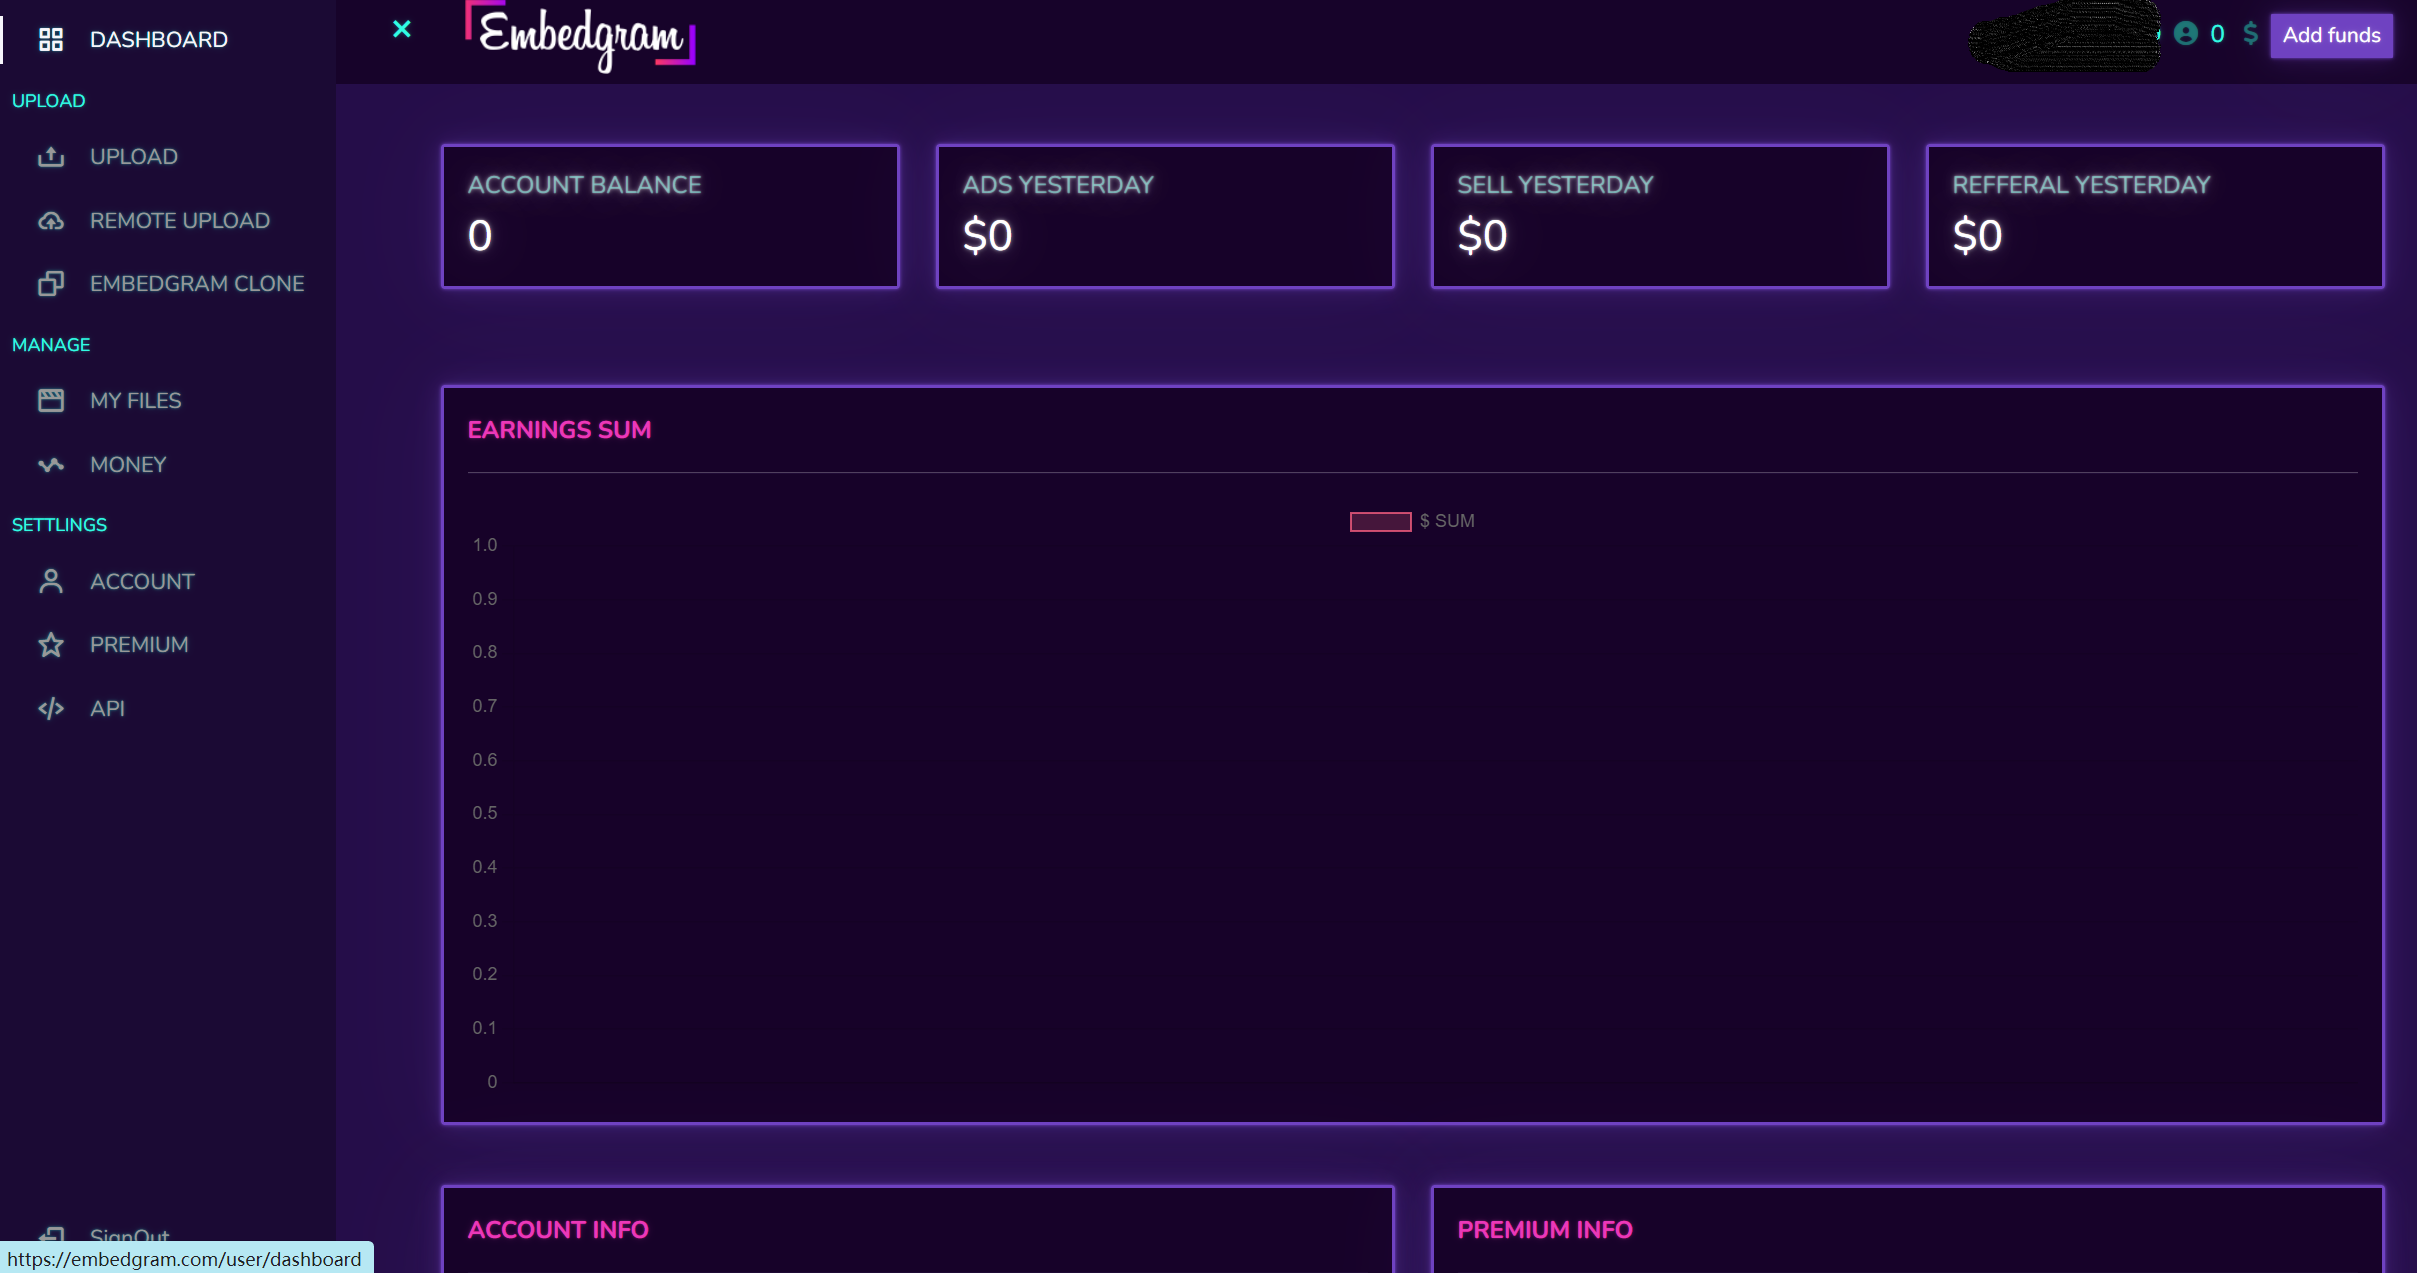 DASHBOARD
UPLOAD
UPLOAD
REMOTE UPLOAD
EMBEDGRAM CLONE
MANAGE
MY FILES
MONEY
SETTLINGS
ACCOUNT
PREMIUM
API
SignOut
https://embedgram.com/user/dashboard
Embedgram
0 $ Add funds
ACCOUNT BALANCE
0
ADS YESTERDAY
$0
SELL YESTERDAY
$0
REFFERAL YESTERDAY
$0
EARNINGS SUM
$ SUM
1.0
0.9
0.8
0.7
0.6
0.5
0.4
0.3
0.2
0.1
0
ACCOUNT INFO
PREMIUM INFO